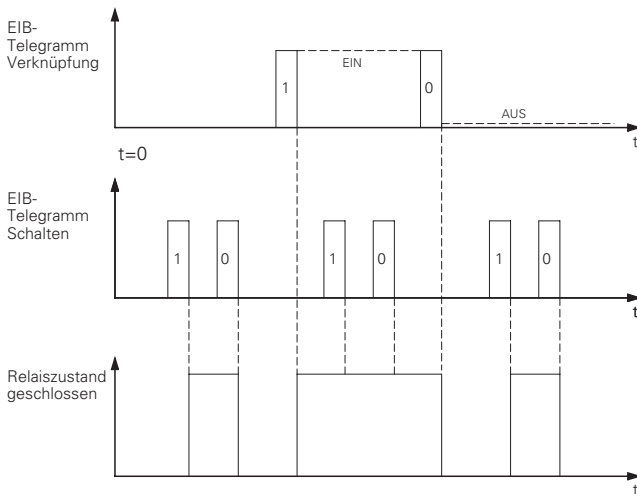 EIB-
Telegramm
Verknüpfung
1
EIN
0
AUS
t
t=0
EIB-
Telegramm
Schalten
1
0
1
0
1
0
t
Relaiszustand
geschlossen
t